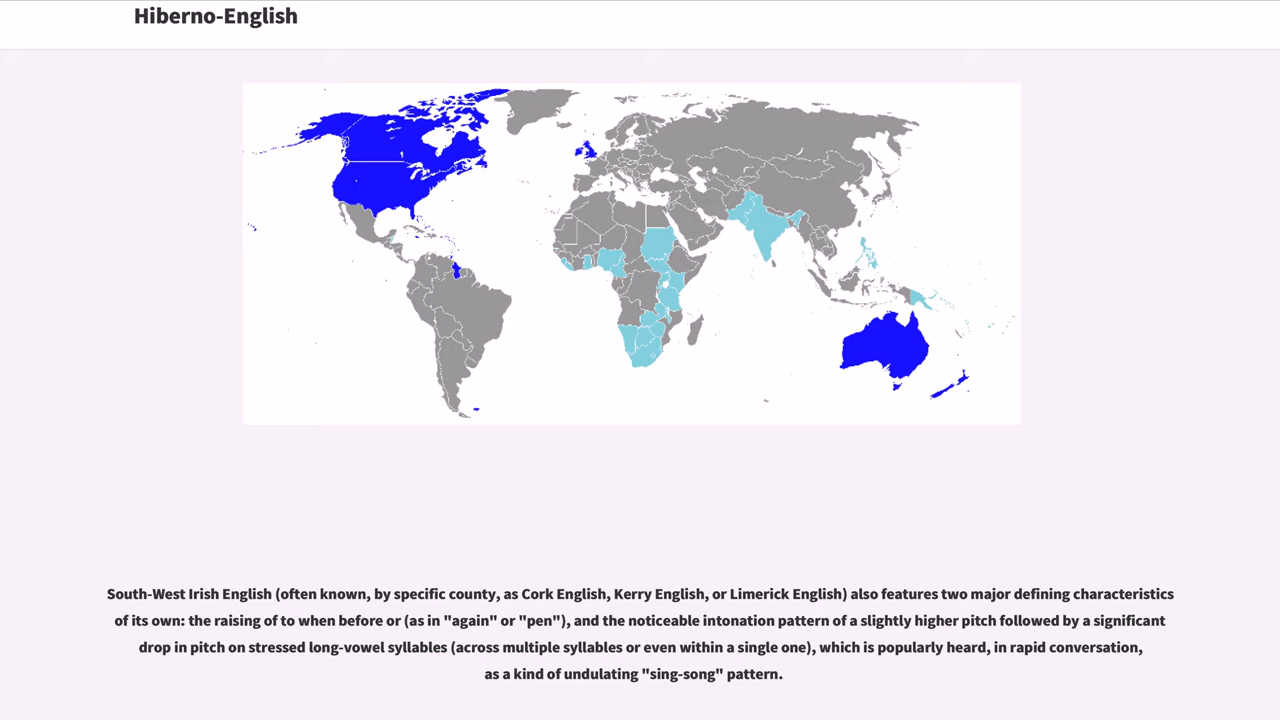 Hiberno-English
South-West Irish English (often known, by specific county, as Cork English, Kerry English, or Limerick English) also features two major defining characteristics
of its own: the raising of to when before or (as in "again" or "pen"), and the noticeable intonation pattern of a slightly higher pitch followed by a significant
drop in pitch on stressed long-vowel syllables (across multiple syllables or even within a single one), which is popularly heard, in rapid conversation,
as a kind of undulating "sing-song" pattern.